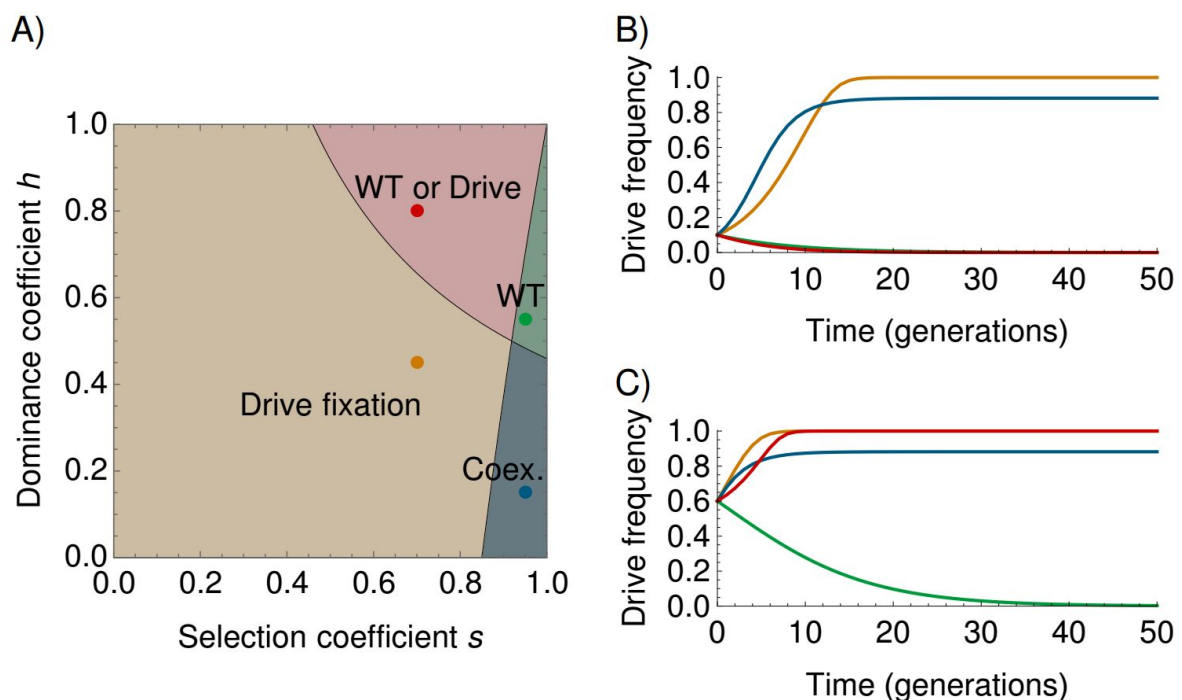 A)
1.0
0.8
0.6
0.4
0.2
0.0
Dominance coefficient h
WT or Drive
WT
Drive fixation
Coex.
0.0 0.2 0.4 0.6 0.8 1.0
Selection coefficient s
B)
1.0
0.8
0.6
0.4
0.2
0.0
Drive frequency
0 10 20 30 40 50
Time (generations)
C)
1.0
0.8
0.6
0.4
0.2
0.0
Drive frequency
0 10 20 30 40 50
Time (generations)